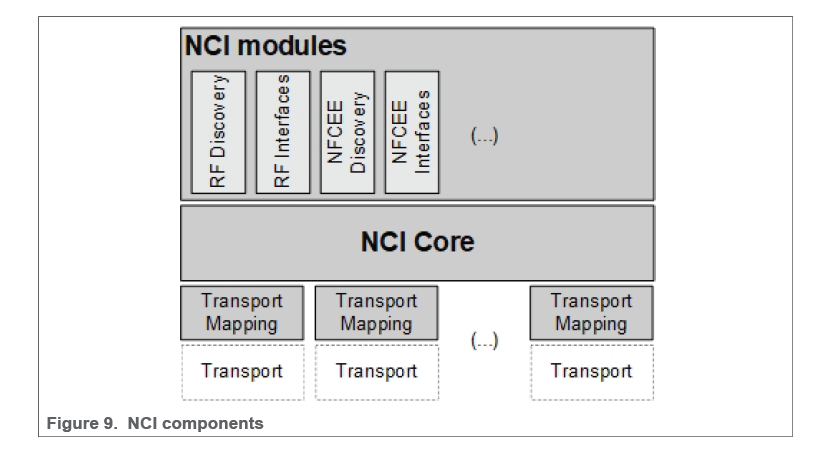 NCI modules
RF Discovery
RF Interfaces
NFCEE
Discovery
NFCEE
Interfaces
(...)
NCI Core
Transport
Mapping
Transport
Mapping
(...)
Transport
Mapping
Transport
Transport
Transport
Figure 9. NCI components